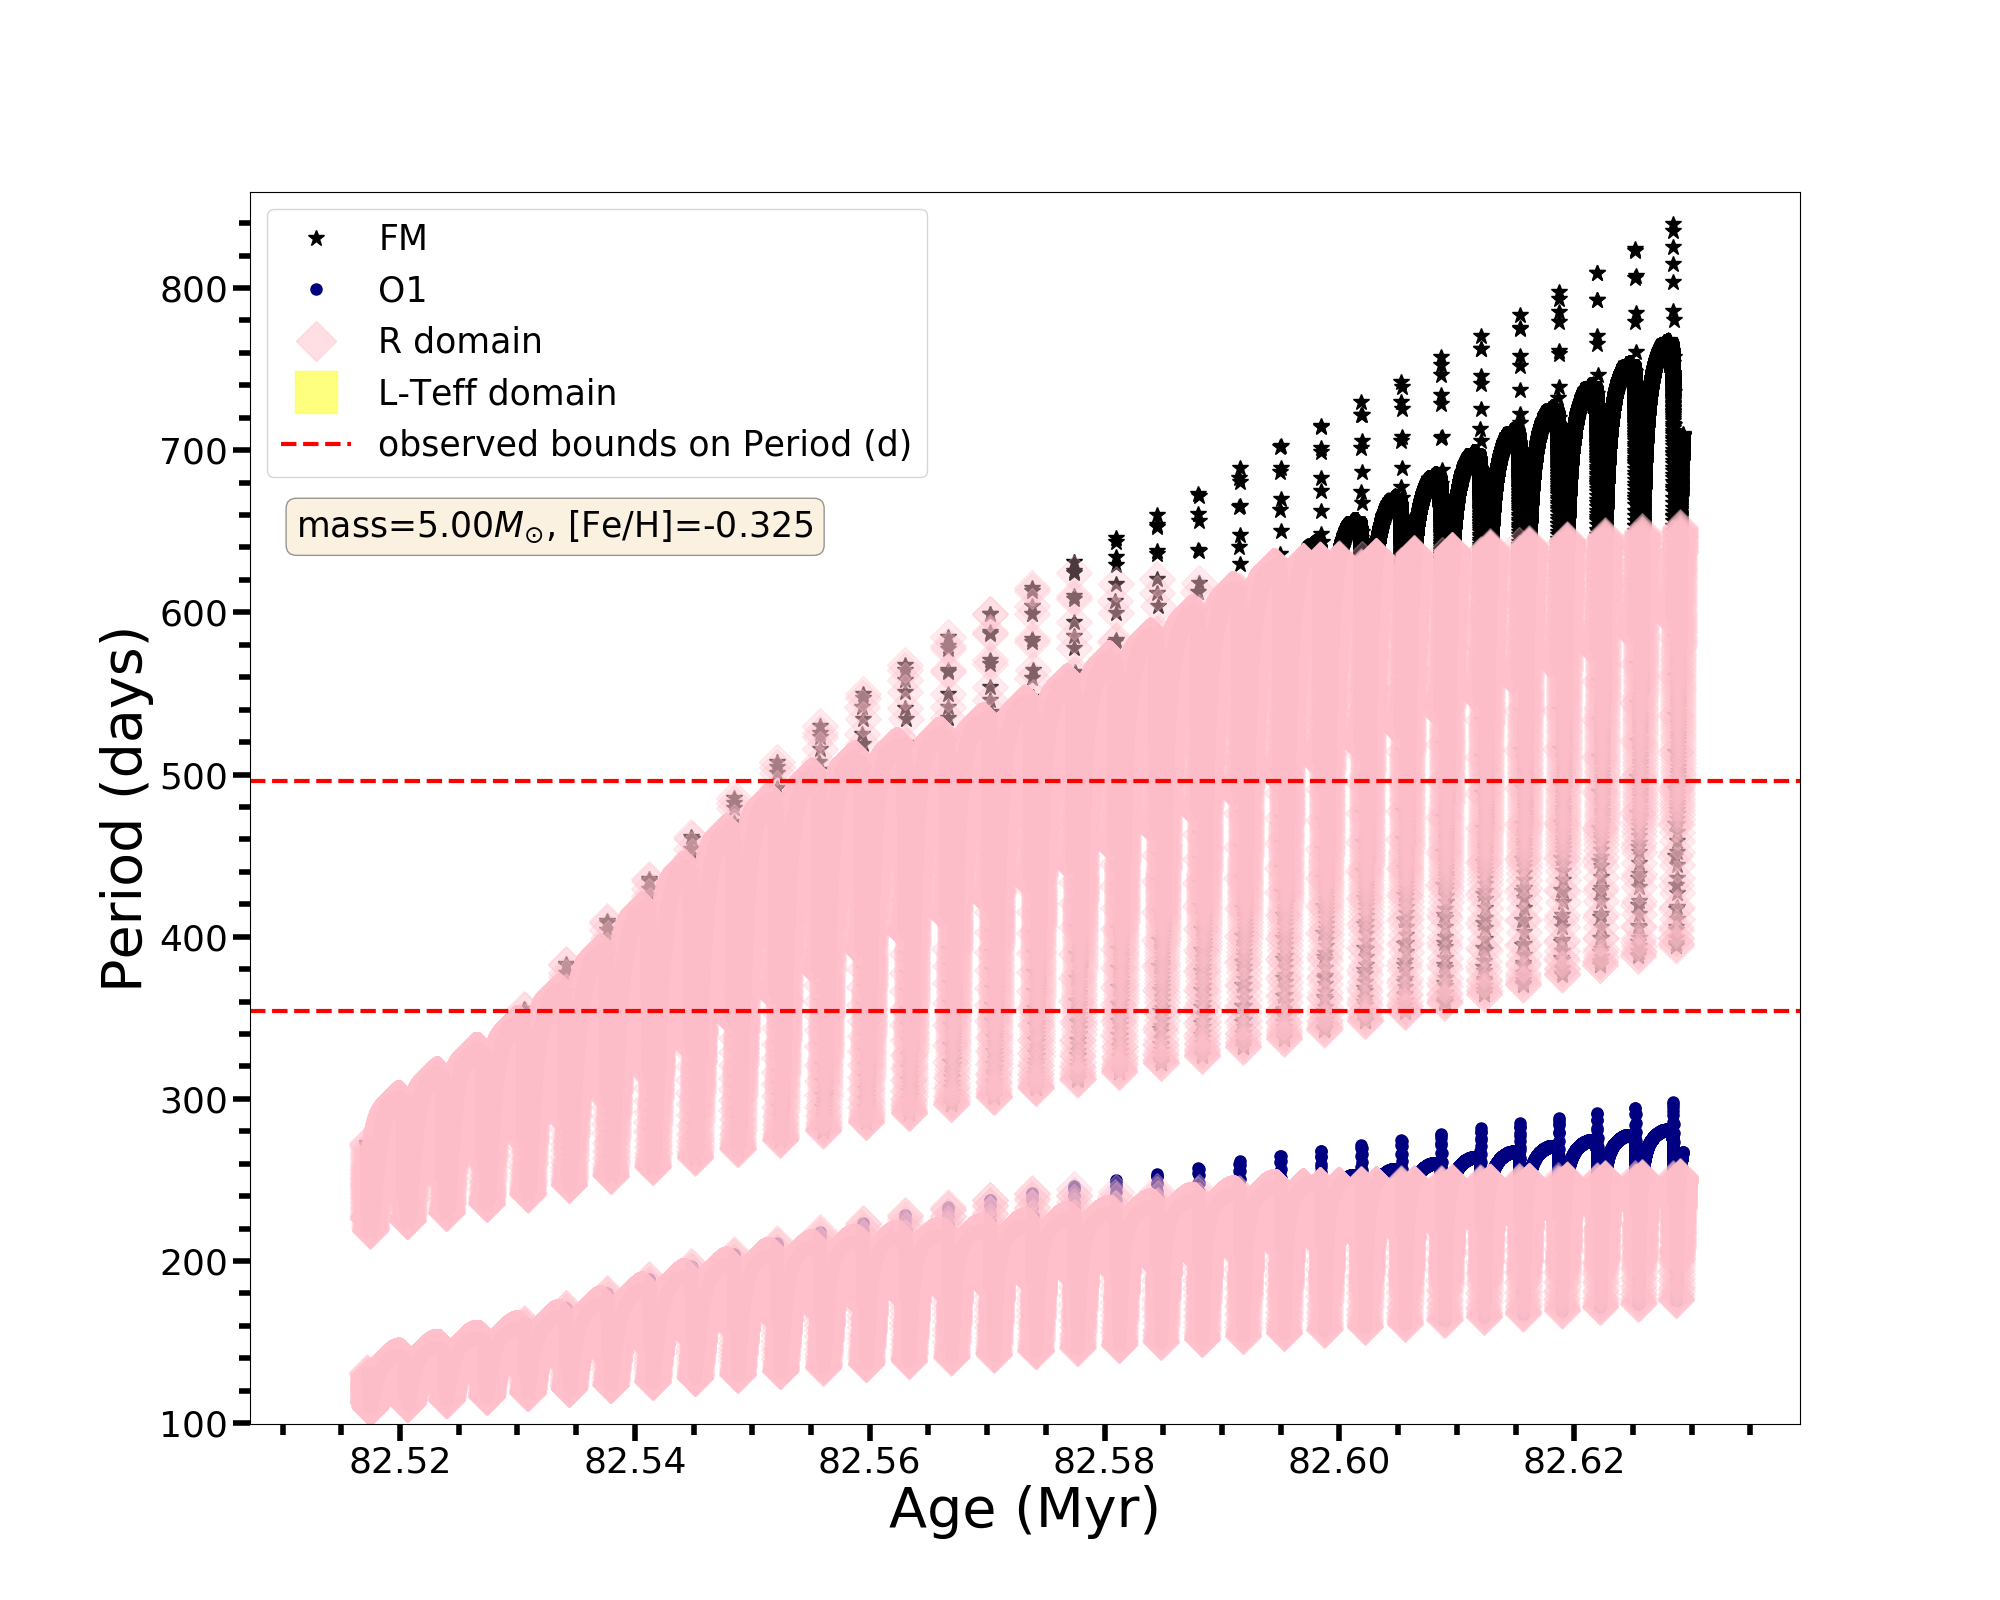 FM
O1
R domain
L-Teff domain
observed bounds on Period (d)
mass=5.00M☉, [Fe/H]=-0.325
Period (days)
800
700
600
500
400
300
200
100
82.52 82.54 82.56 82.58 82.60 82.62
Age (Myr)